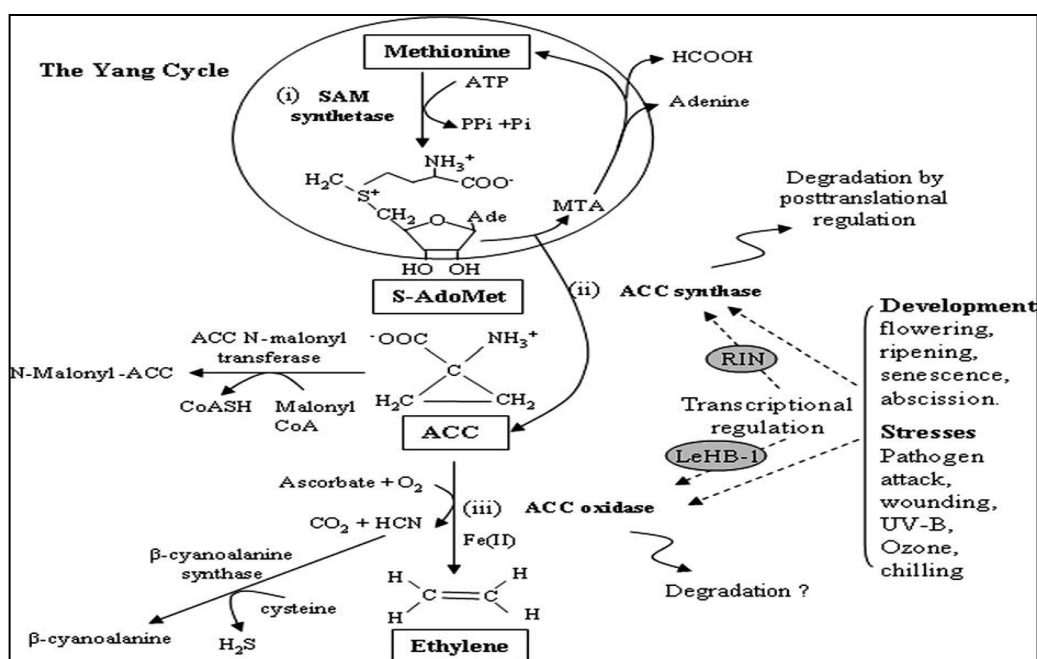 The Yang Cycle
Methionine
HCOOH
ATP
Adenine
(i) SAM
synthetase
PPi +Pi
NH₃⁺
H₂C
S⁺
COO⁻
CH₂
O
Ade
MTA
HO OH
S-AdoMet
Degradation by
posttranslational
regulation
(ii) ACC synthase
RIN
Transcriptional
regulation
LeHB-1
Development
flowering,
ripening,
senescence,
abscission.
Stresses
Pathogen
attack,
wounding,
UV-B,
Ozone,
chilling
ACC N-malonyl
transferase
N-Malonyl-ACC
CoASH
Malonyl
CoA
⁻OOC
NH₃⁺
C
H₂C
CH₂
ACC
Ascorbate + O₂
(iii) ACC oxidase
CO₂ + HCN
Fe(II)
Degradation ?
β-cyanoalanine
synthase
cysteine
β-cyanoalanine
H₂S
H H
C C
H H
Ethylene